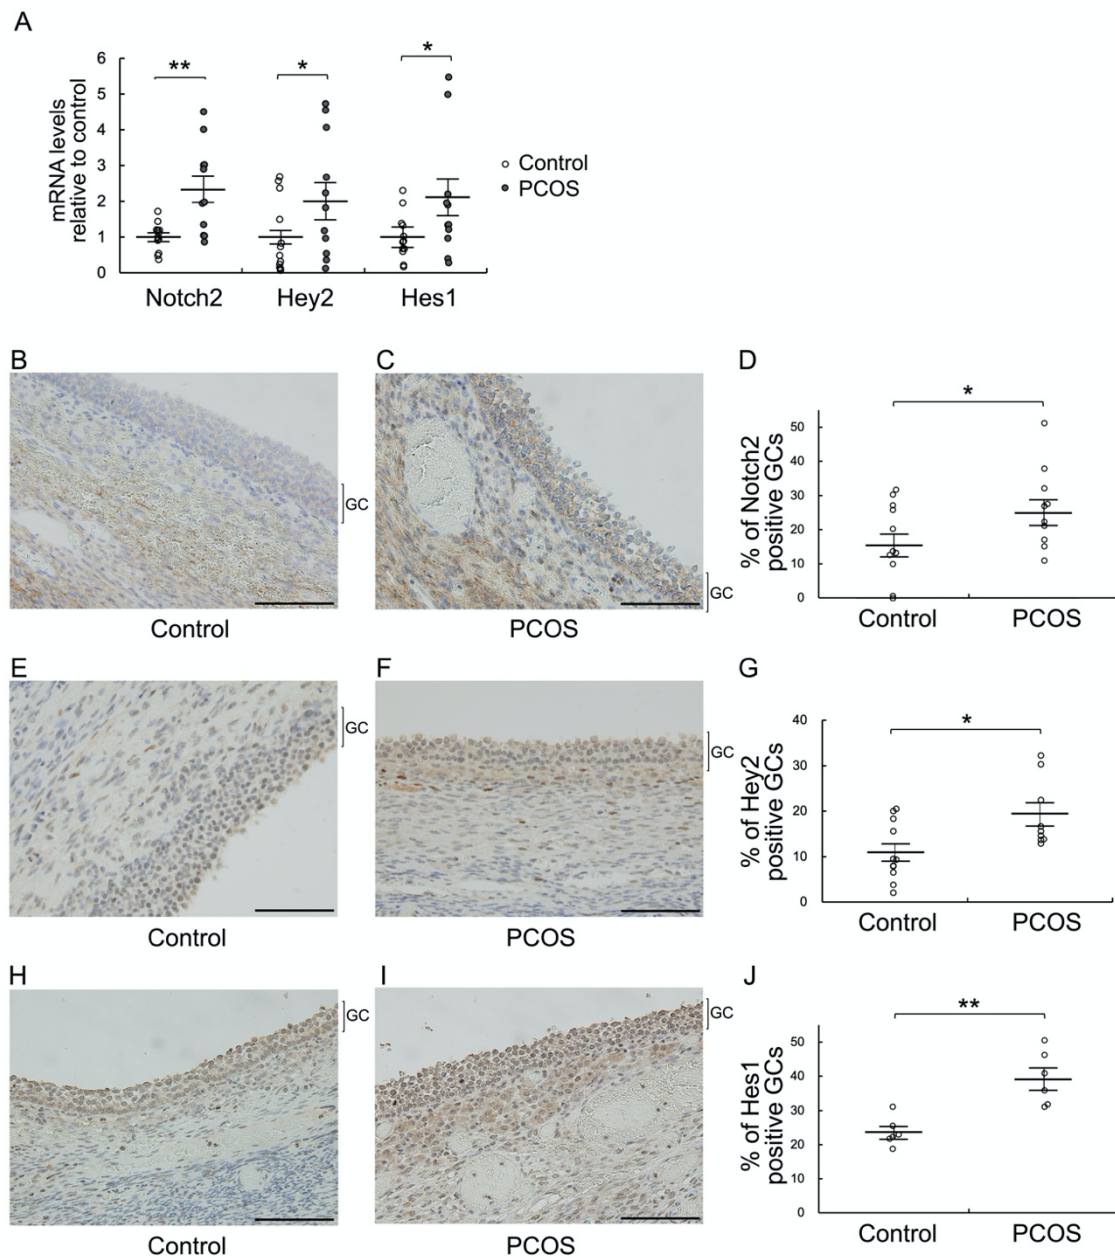 A
mRNA levels
relative to control
6
5
4
3
2
1
0
**
*
*
Control
PCOS
Notch2
Hey2
Hes1
B
GC
Control
C
GC
PCOS
D
% of Notch2
positive GCs
50
40
30
20
10
0
*
Control
PCOS
E
GC
Control
F
GC
PCOS
G
% of Hey2
positive GCs
40
30
20
10
0
*
Control
PCOS
H
GC
Control
I
GC
PCOS
J
% of Hes1
positive GCs
50
40
30
20
10
0
**
Control
PCOS